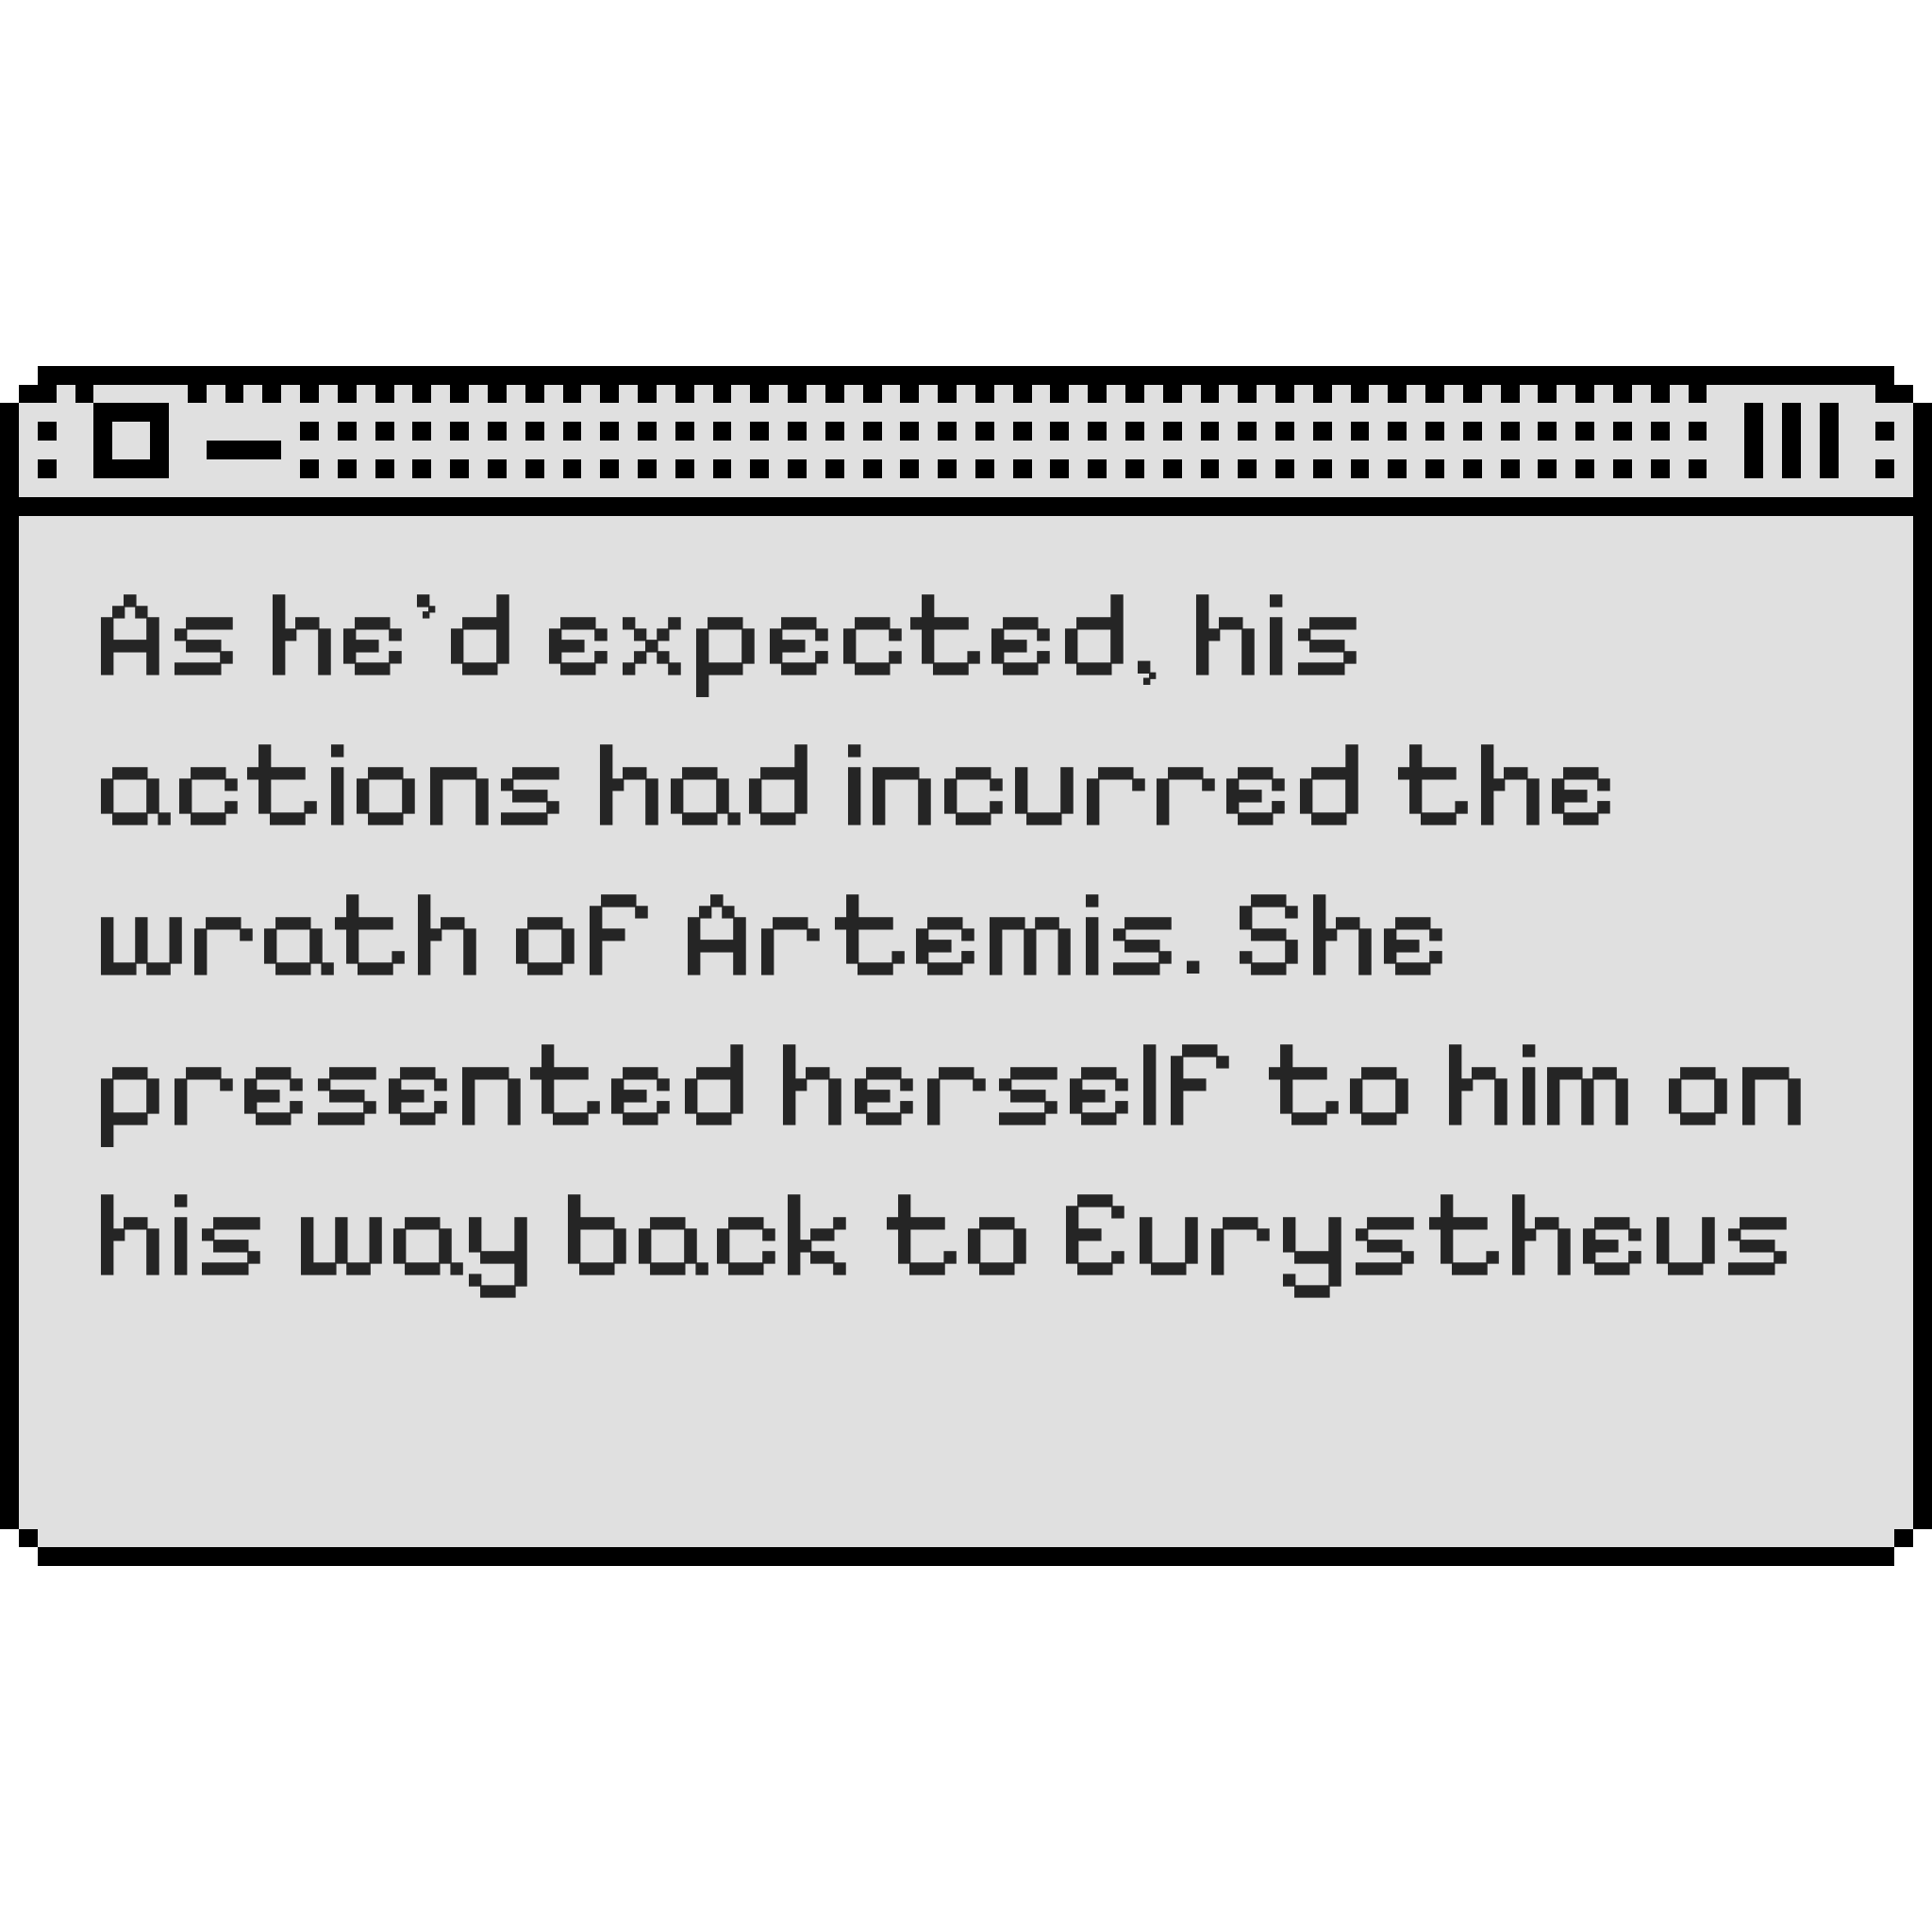 As he'd expected, his
actions had incurred the
wrath of Artemis. She
presented herself to him on
his way back to Eurystheus